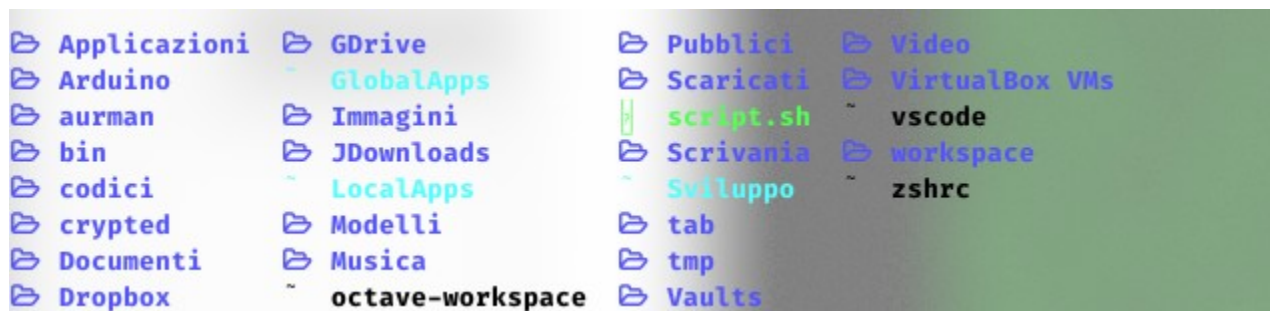 Applicazioni GDrive Pubblici Video
Arduino ~ GlobalApps Scaricati VirtualBox VMs
aurman Immagini script.sh ~ vscode
bin JDownloads Scrivania workspace
codici ~ LocalApps ~ Sviluppo ~ zshrc
crypted Modelli tab
Documenti Musica tmp
Dropbox ~ octave-workspace Vaults